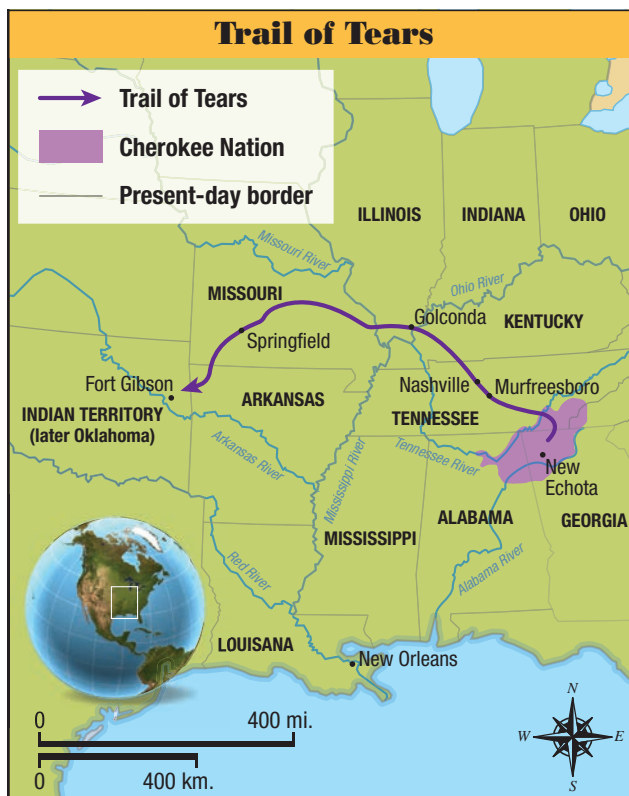 Trail of Tears
Trail of Tears
Cherokee Nation
Present-day border
ILLINOIS
INDIANA
OHIO
Missouri River
Ohio River
MISSOURI
Golconda
KENTUCKY
Springfield
Fort Gibson
Nashville
Murfreesboro
INDIAN TERRITORY
(later Oklahoma)
ARKANSAS
TENNESSEE
Arkansas River
Mississippi River
Tennessee River
New
Echota
ALABAMA
GEORGIA
MISSISSIPPI
Red River
Alabama River
LOUISANA
New Orleans
0 400 mi.
0 400 km.
N
W E
S